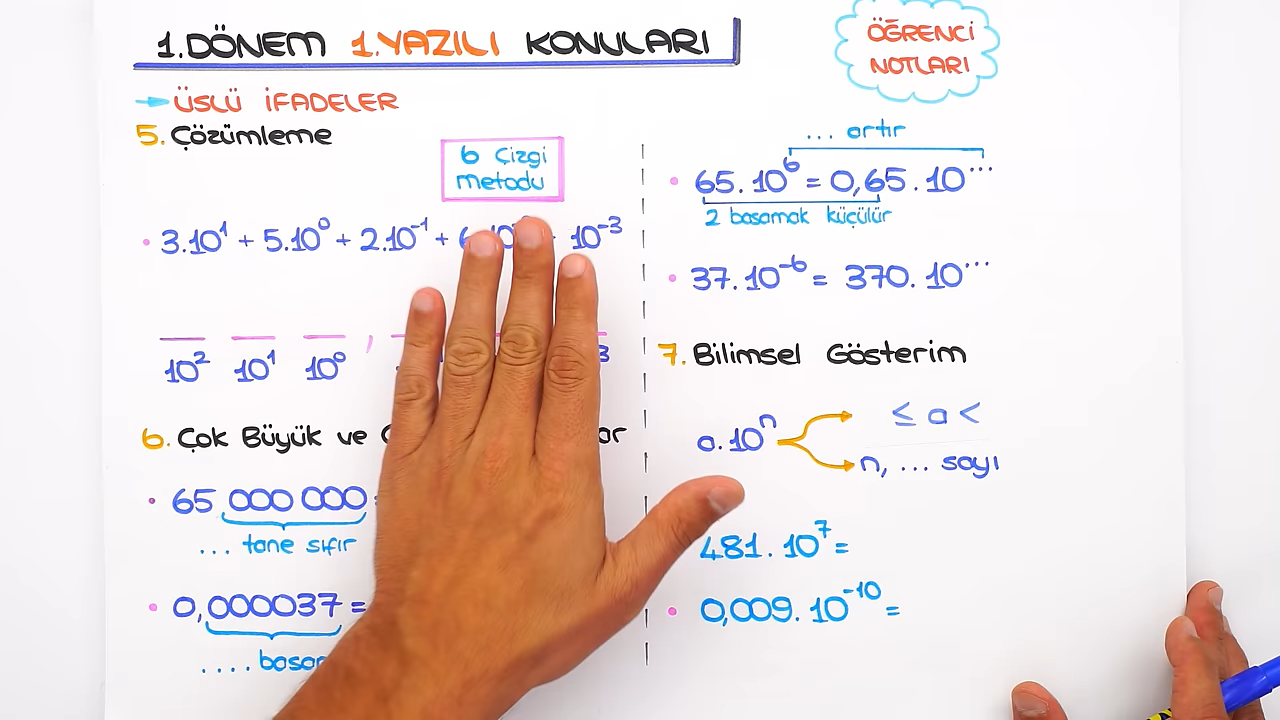 1.DÖNEM 1.YAZILI KONULARI
ÖĞRENCİ
NOTLARI
ÜSLÜ İFADELER
5. Çözümleme
6 Çizgi
metodu
• 3.10¹ + 5.10⁰ + 2.10⁻¹ +
10⁻³
10² 10¹ 10⁰ ,
6. Çok Büyük ve
• 65 000 000
... tane sıfır
• 0,000037 =
... artır
• 65.10⁶ = 0,65.10···
2 basamak küçülür
• 37.10⁻⁶ = 370.10···
7. Bilimsel Gösterim
a.10ⁿ
≤ a <
n, ... sayı
481.10⁷ =
• 0,009.10⁻¹⁰ =